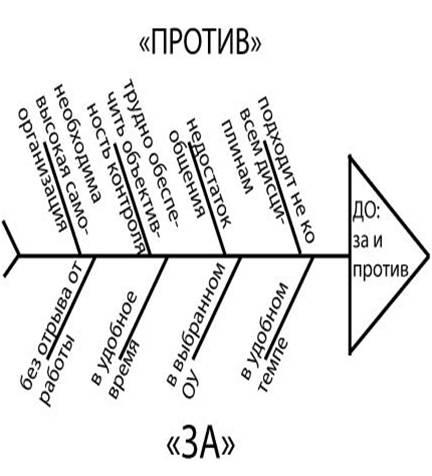 «ПРОТИВ»
необходима
высокая само-
организация
трудно обеспе-
чить объектив-
ность контроля
недостаток
общения
подходит не ко
всем дисци-
плинам
ДО:
за и
против
без отрыва от
работы
в удобное
время
в выбранном
ОУ
в удобном
темпе
«ЗА»